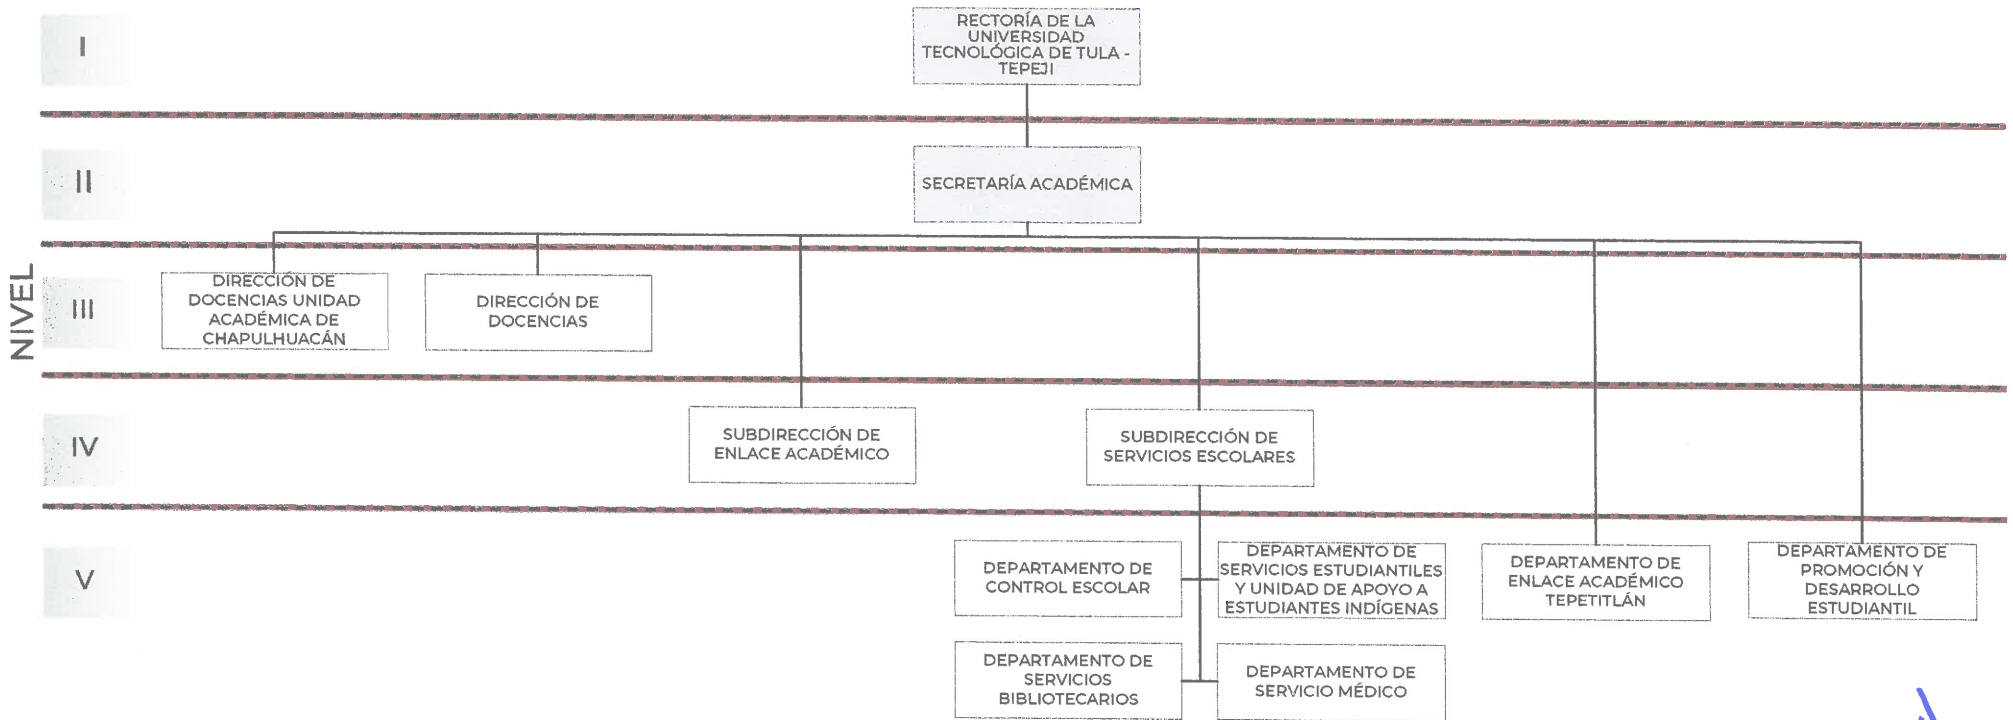 I
RECTORÍA DE LA
UNIVERSIDAD
TECNOLÓGICA DE TULA -
TEPEJI
II
SECRETARÍA ACADÉMICA
NIVEL
III
DIRECCIÓN DE
DOCENCIAS UNIDAD
ACADÉMICA DE
CHAPULHUACÁN
DIRECCIÓN DE
DOCENCIAS
IV
SUBDIRECCIÓN DE
ENLACE ACADÉMICO
SUBDIRECCIÓN DE
SERVICIOS ESCOLARES
V
DEPARTAMENTO DE
CONTROL ESCOLAR
DEPARTAMENTO DE
SERVICIOS ESTUDIANTILES
Y UNIDAD DE APOYO A
ESTUDIANTES INDÍGENAS
DEPARTAMENTO DE
ENLACE ACADÉMICO
TEPETITLÁN
DEPARTAMENTO DE
PROMOCIÓN Y
DESARROLLO
ESTUDIANTIL
DEPARTAMENTO DE
SERVICIOS
BIBLIOTECARIOS
DEPARTAMENTO DE
SERVICIO MÉDICO